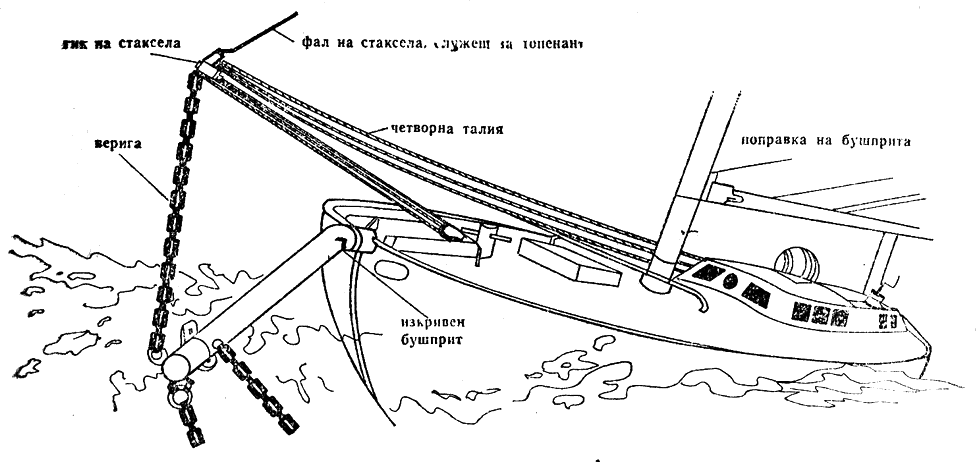 гик на стаксела
фал на стаксела, служещ за топенант
четворна талия
верига
поправка на бушприта
изкривен
бушприт